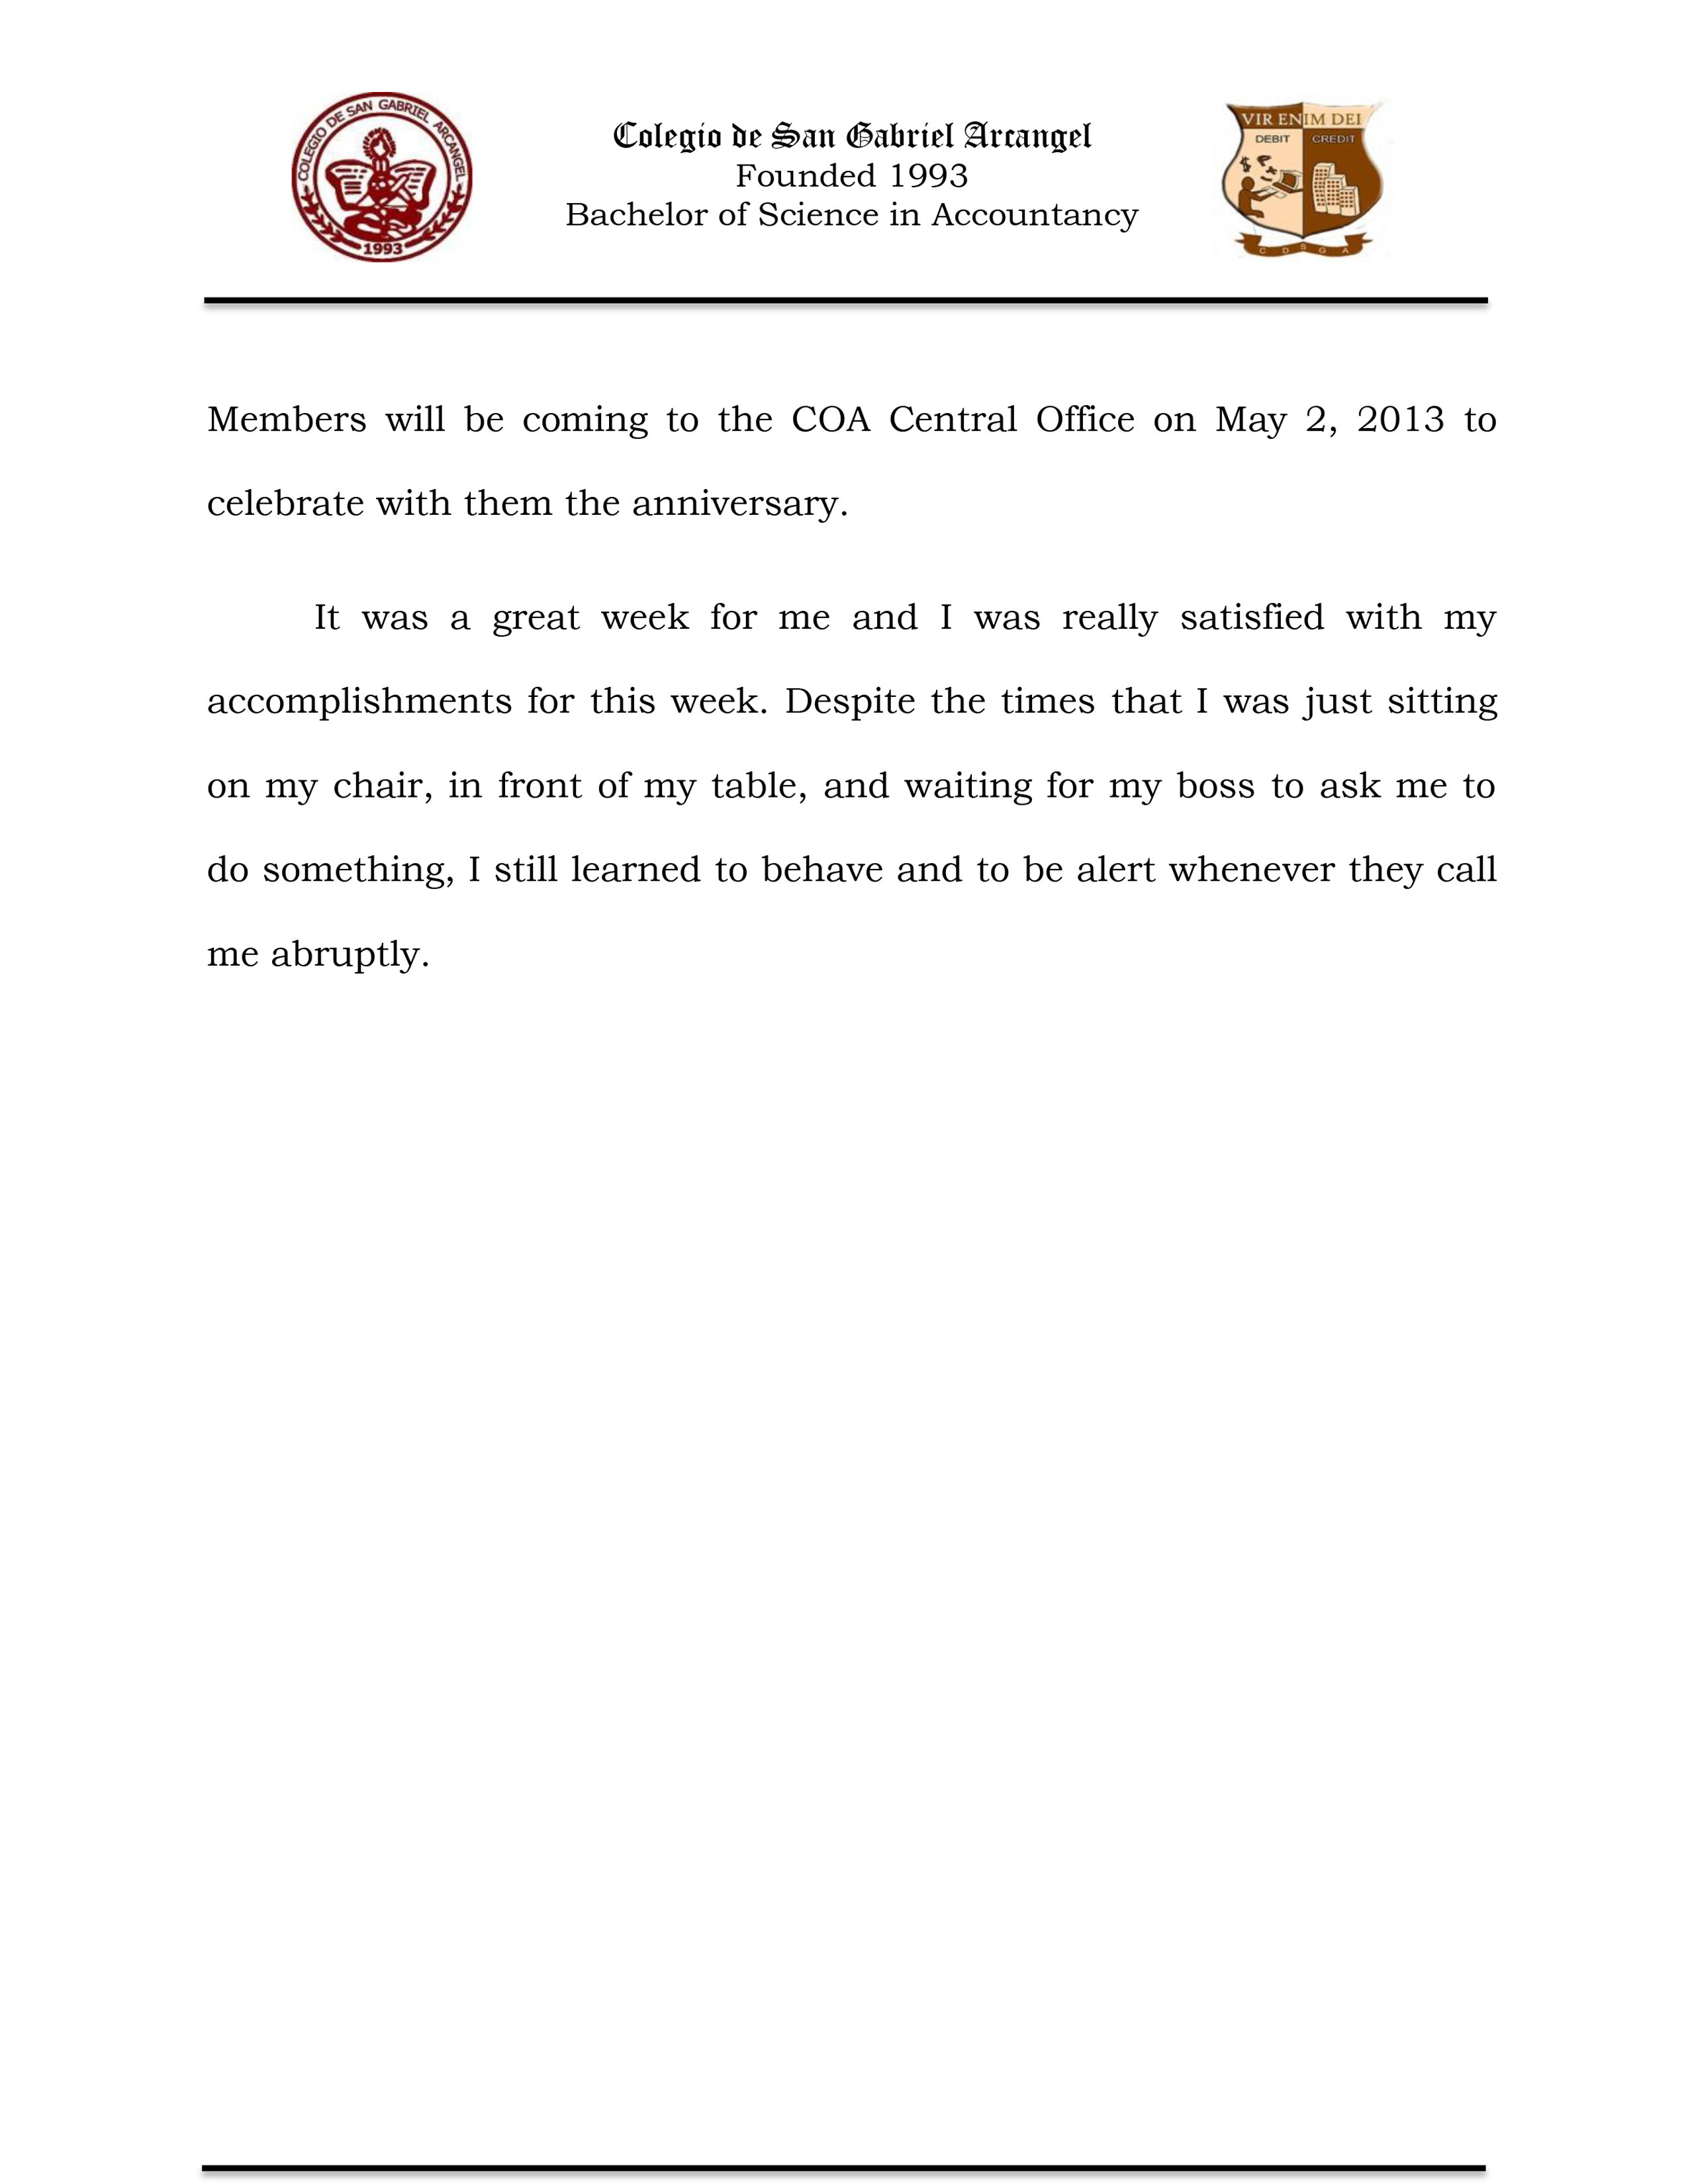 COLEGIO DE SAN GABRIEL ARCANGEL
1993
Colegio de San Gabriel Arcangel
Founded 1993
Bachelor of Science in Accountancy
VIR ENIM DEI
DEBIT CREDIT
C D S G A
Members will be coming to the COA Central Office on May 2, 2013 to
celebrate with them the anniversary.
It was a great week for me and I was really satisfied with my
accomplishments for this week. Despite the times that I was just sitting
on my chair, in front of my table, and waiting for my boss to ask me to
do something, I still learned to behave and to be alert whenever they call
me abruptly.